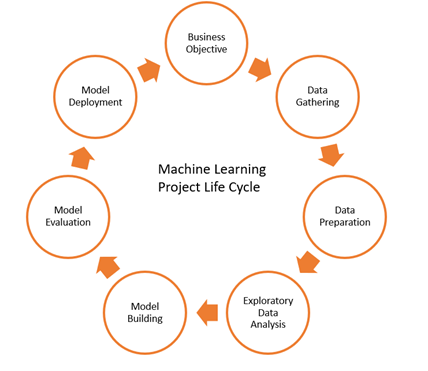 Business
Objective
Data
Gathering
Data
Preparation
Exploratory
Data
Analysis
Model
Building
Model
Evaluation
Model
Deployment
Machine Learning
Project Life Cycle